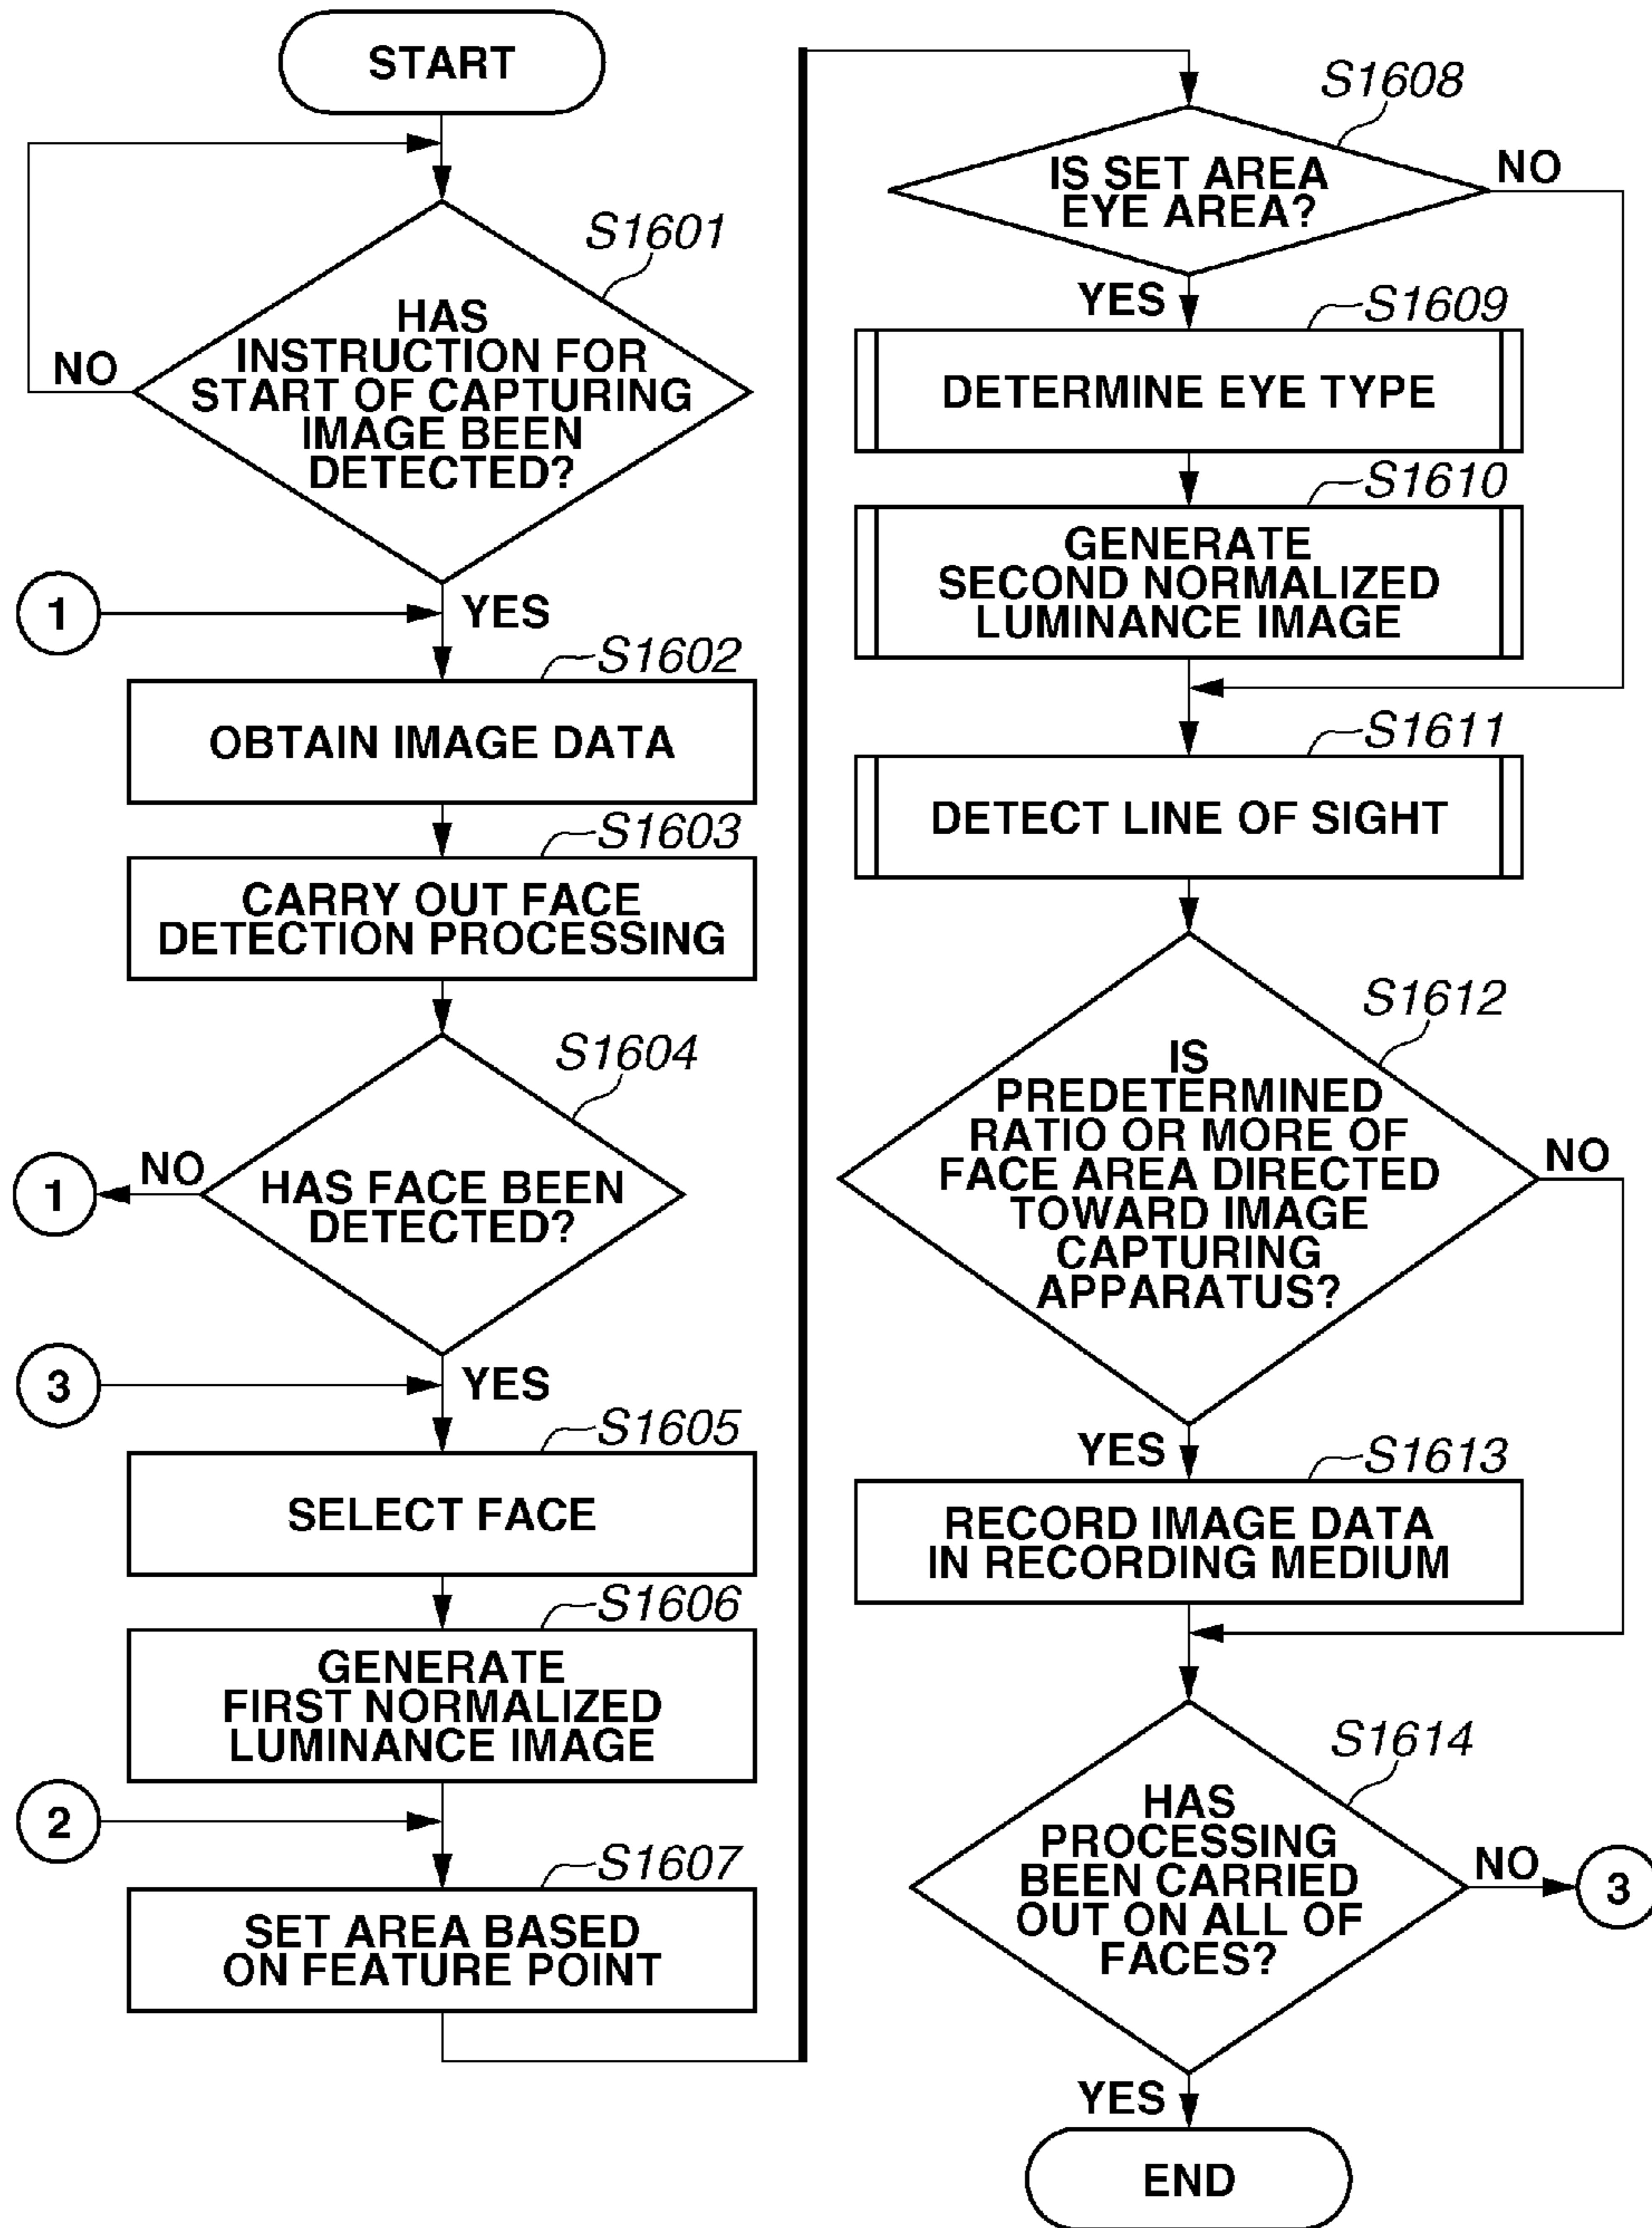 START
S1601
HAS
INSTRUCTION FOR
START OF CAPTURING
IMAGE BEEN
DETECTED?
NO
1
YES
S1602
OBTAIN IMAGE DATA
S1603
CARRY OUT FACE
DETECTION PROCESSING
S1604
1
NO
HAS FACE BEEN
DETECTED?
3
YES
S1605
SELECT FACE
S1606
GENERATE
FIRST NORMALIZED
LUMINANCE IMAGE
2
S1607
SET AREA BASED
ON FEATURE POINT
S1608
IS SET AREA
EYE AREA?
NO
YES
S1609
DETERMINE EYE TYPE
S1610
GENERATE
SECOND NORMALIZED
LUMINANCE IMAGE
S1611
DETECT LINE OF SIGHT
S1612
IS
PREDETERMINED
RATIO OR MORE OF
FACE AREA DIRECTED
TOWARD IMAGE
CAPTURING
APPARATUS?
NO
YES
S1613
RECORD IMAGE DATA
IN RECORDING MEDIUM
S1614
HAS
PROCESSING
BEEN CARRIED
OUT ON ALL OF
FACES?
NO
3
YES
END